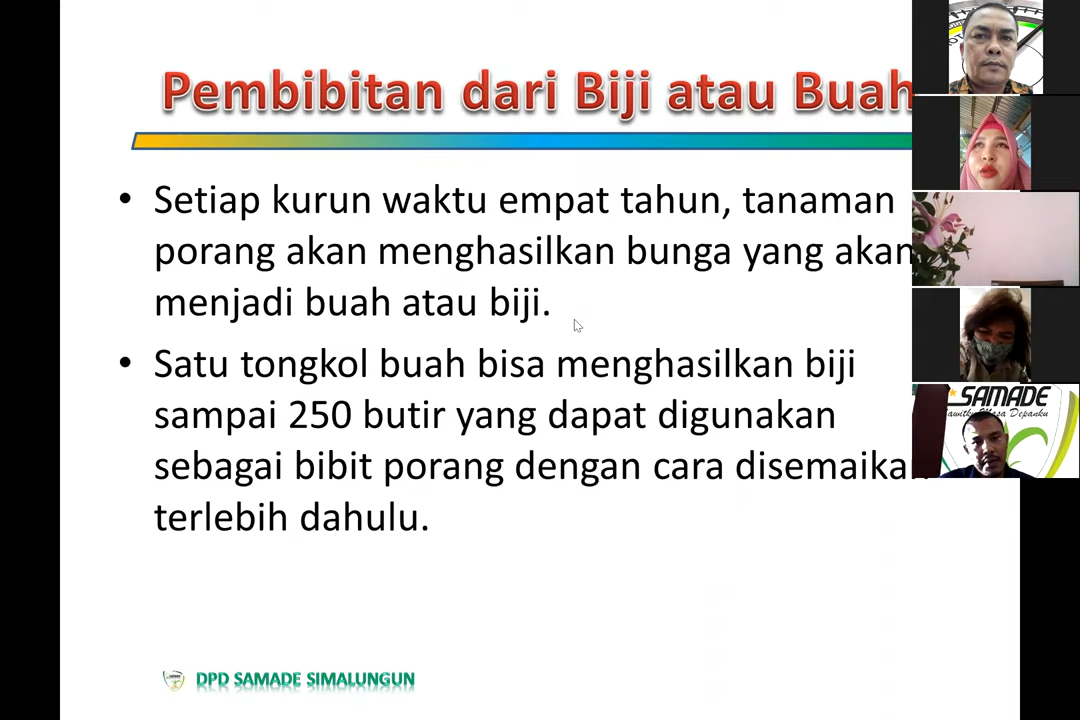 Pembibitan dari Biji atau Buah
• Setiap kurun waktu empat tahun, tanaman
porang akan menghasilkan bunga yang akan
menjadi buah atau biji.
• Satu tongkol buah bisa menghasilkan biji
sampai 250 butir yang dapat digunakan
sebagai bibit porang dengan cara disemaikan
terlebih dahulu.
DPD SAMADE SIMALUNGUN
SAMADE
Masa Depanku